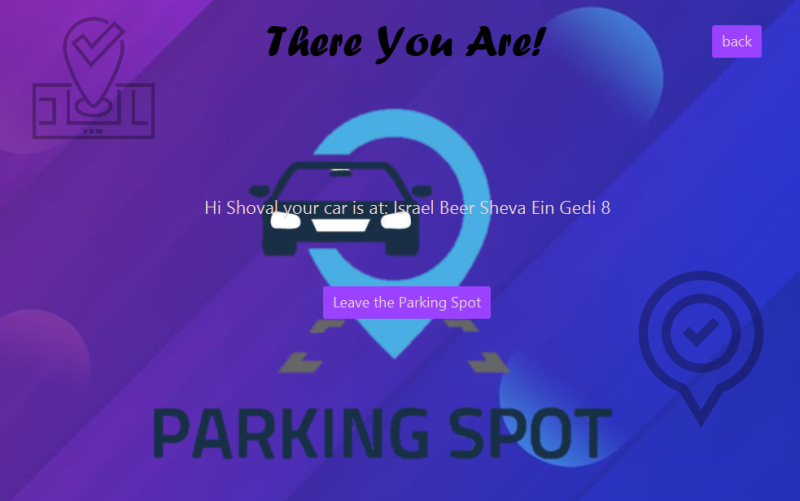 There You Are!
back
Hi Shoval your car is at: Israel Beer Sheva Ein Gedi 8
Leave the Parking Spot
PARKING SPOT